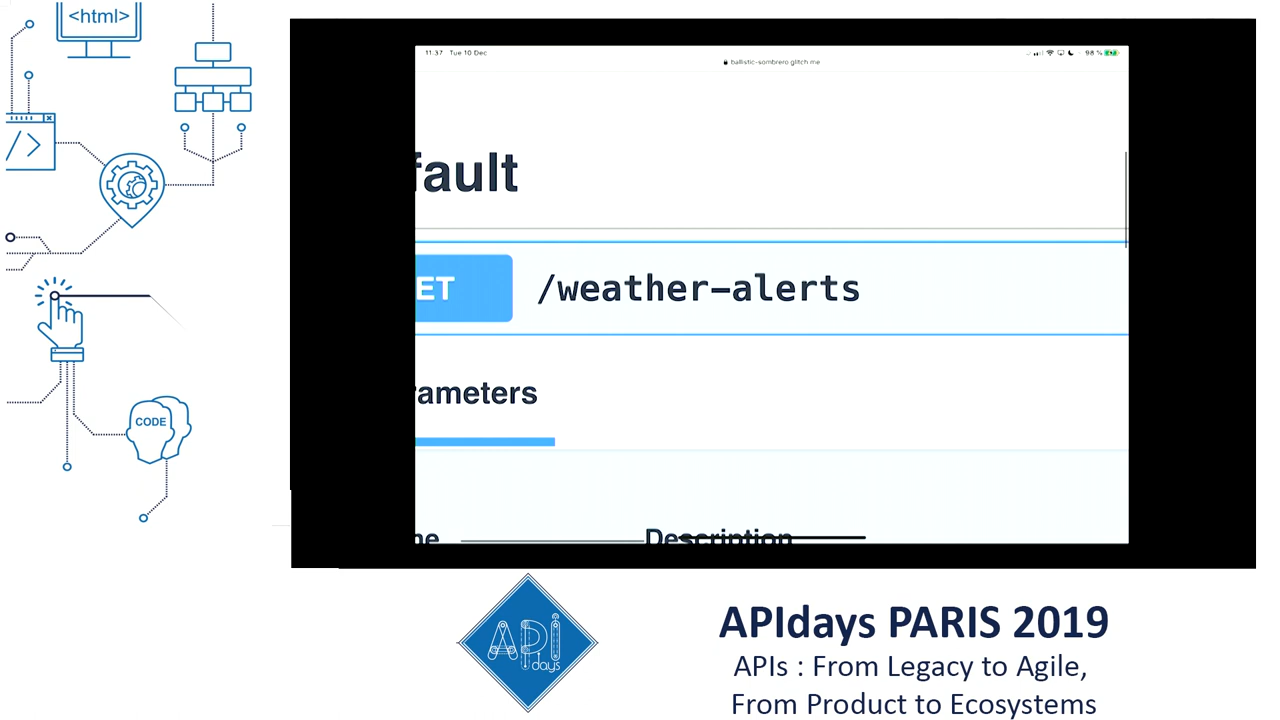 <html>
11.37 Tue 10 Dec
98 %
ballistic-sombrero.glitch.me
fault
ET /weather-alerts
rameters
</>
CODE
me
Description
API
days
APIdays PARIS 2019
APIs : From Legacy to Agile,
From Product to Ecosystems